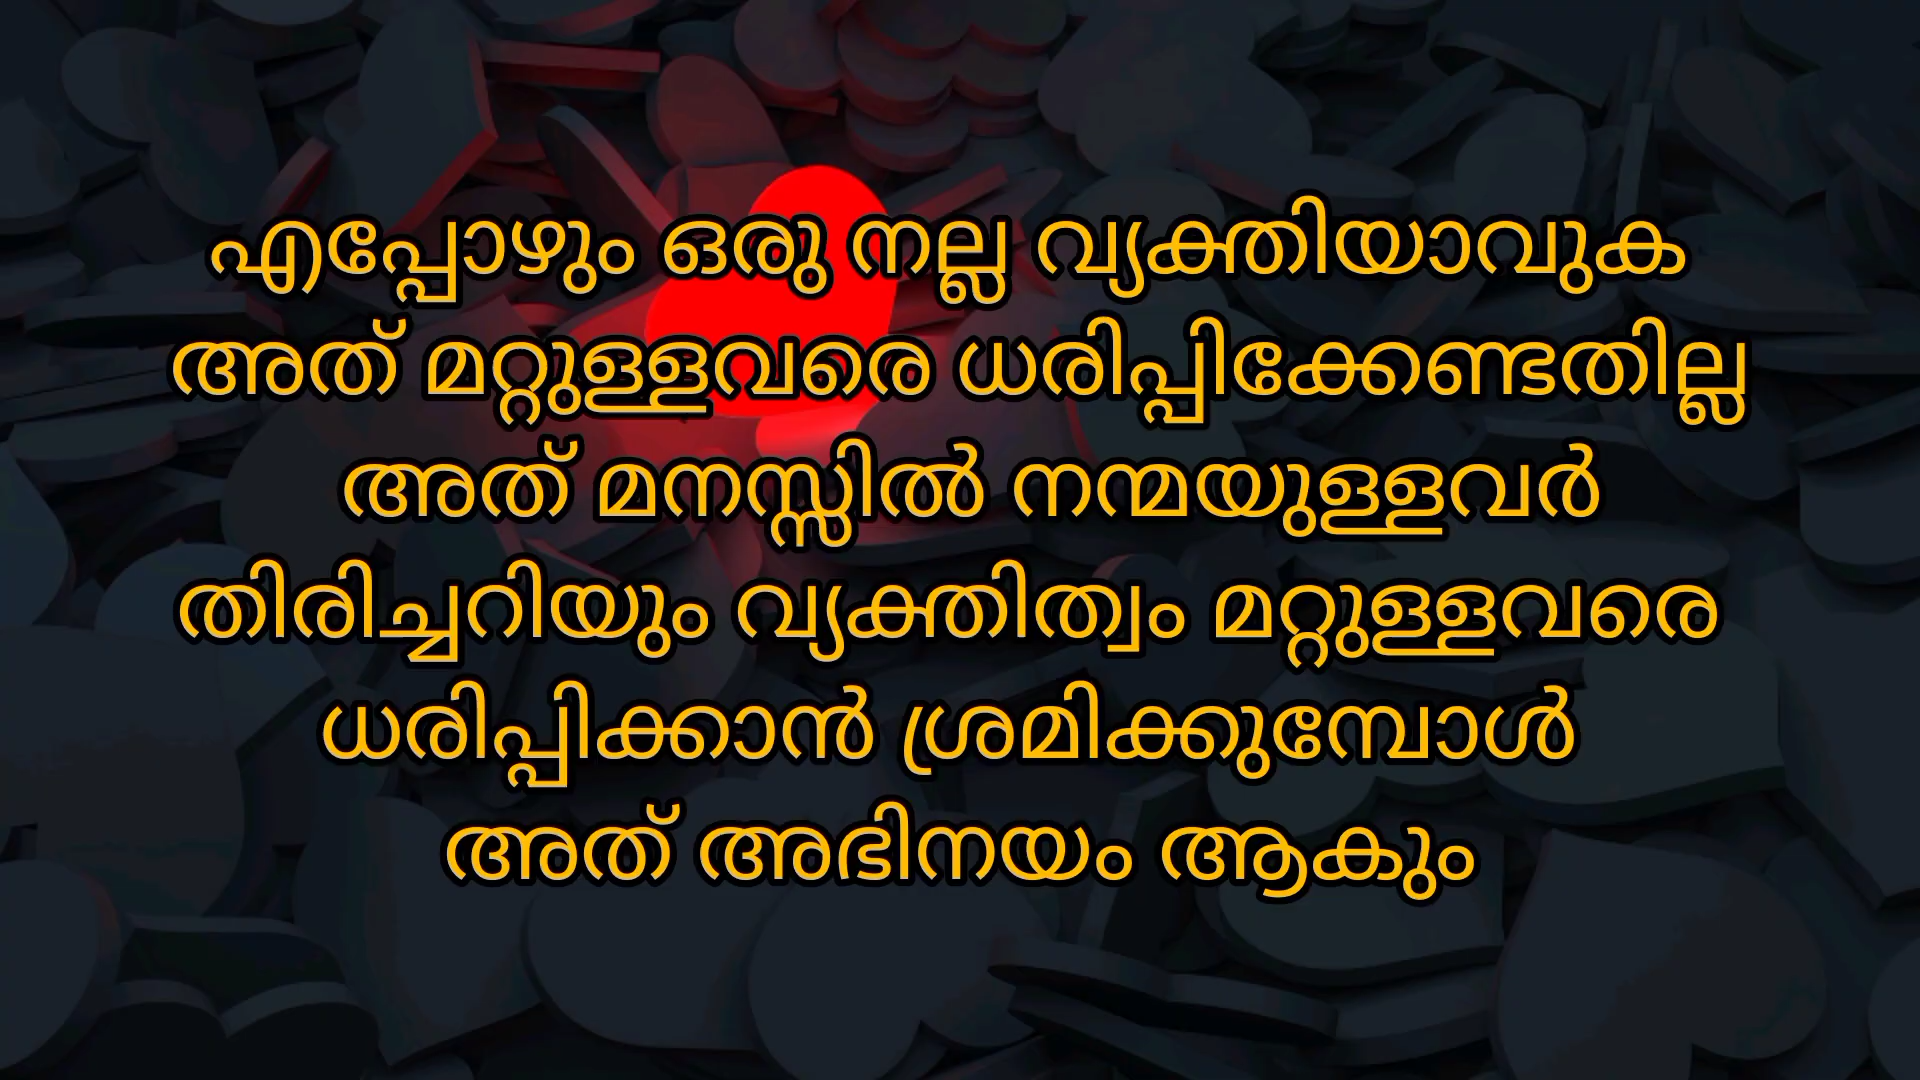 എപ്പോഴും ഒരു നല്ല വ്യക്തിയാവുക
അത് മറ്റുള്ളവരെ ധരിപ്പിക്കേണ്ടതില്ല
അത് മനസ്സിൽ നന്മയുള്ളവർ
തിരിച്ചറിയും വ്യക്തിത്വം മറ്റുള്ളവരെ
ധരിപ്പിക്കാൻ ശ്രമിക്കുമ്പോൾ
അത് അഭിനയം ആകും